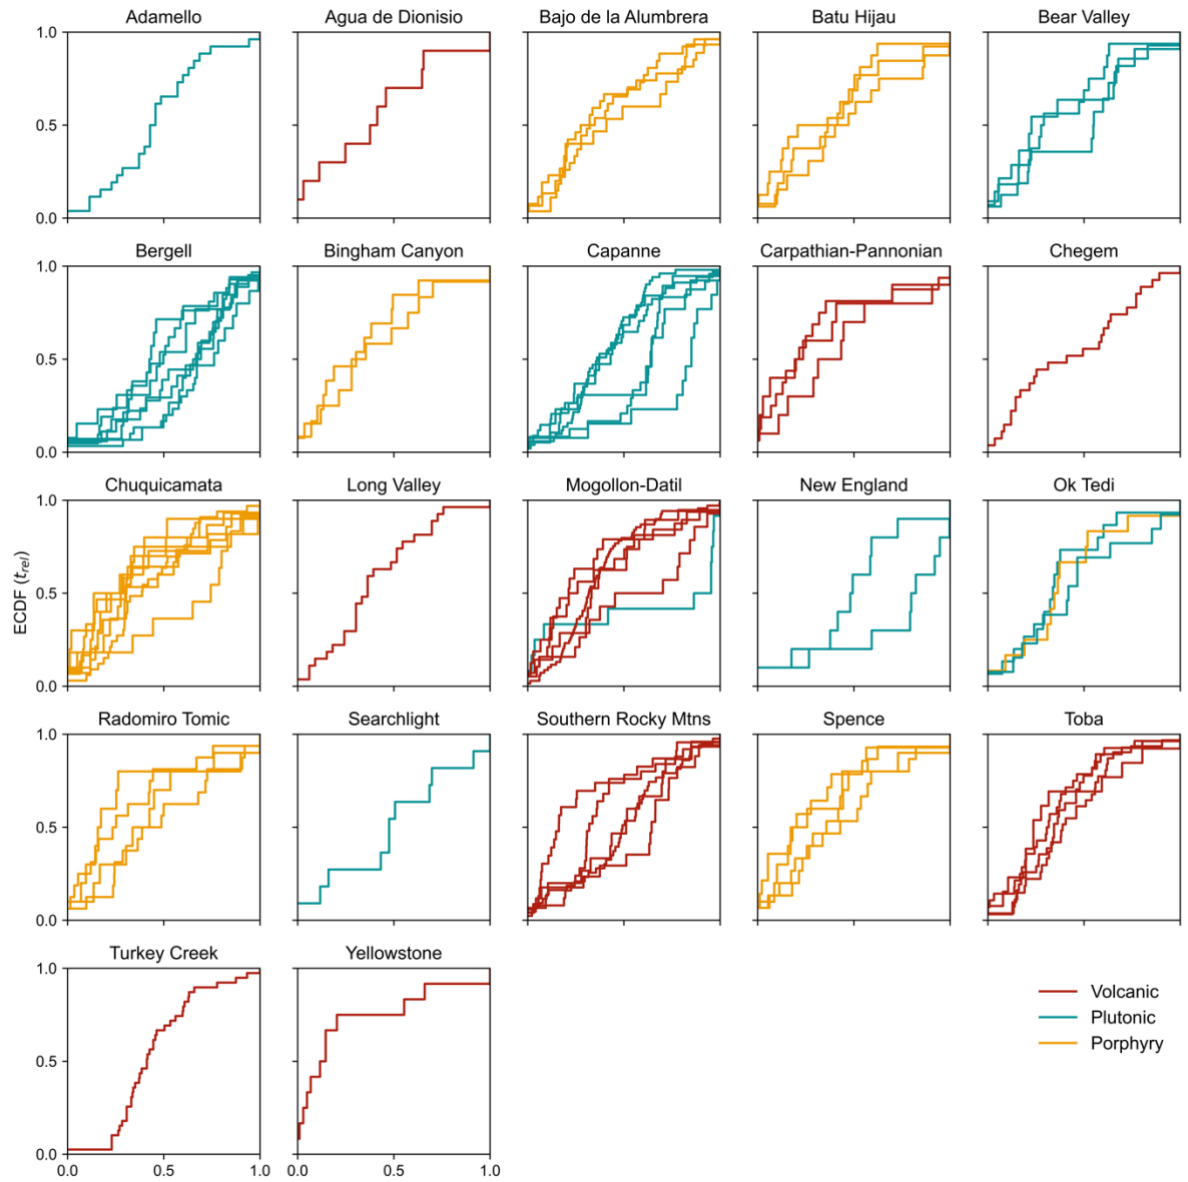 Adamello Agua de Dionisio Bajo de la Alumbrera Batu Hijau Bear Valley
1.0
0.5
0.0
Bergell Bingham Canyon Capanne Carpathian-Pannonian Chegem
1.0
0.5
0.0
Chuquicamata Long Valley Mogollon-Datil New England Ok Tedi
1.0
ECDF (t_rel)
0.5
0.0
Radomiro Tomic Searchlight Southern Rocky Mtns Spence Toba
1.0
0.5
0.0
Turkey Creek Yellowstone
1.0
0.5
0.0
0.0 0.5 1.0 0.0 0.5 1.0
Volcanic
Plutonic
Porphyry